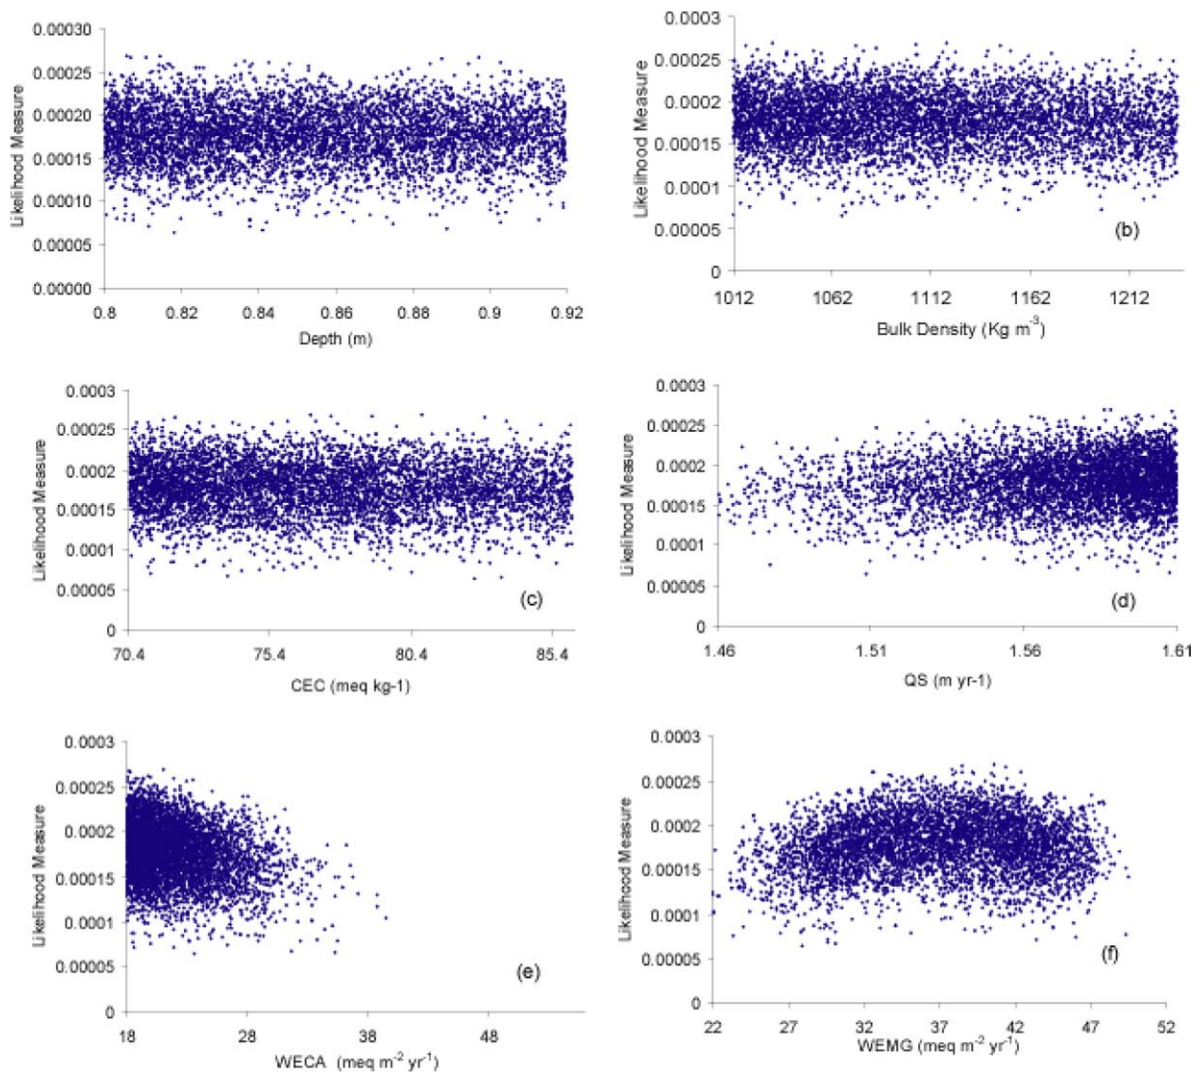 0.00030
0.00025
0.00020
0.00015
0.00010
0.00005
0.00000
Likelihood Measure
0.8 0.82 0.84 0.86 0.88 0.9 0.92
Depth (m)
0.0003
0.00025
0.0002
0.00015
0.0001
0.00005
0
Likelihood Measure
(b)
1012 1062 1112 1162 1212
Bulk Density (Kg m-3)
0.0003
0.00025
0.0002
0.00015
0.0001
0.00005
0
Likelihood Measure
(c)
70.4 75.4 80.4 85.4
CEC (meq kg-1)
0.0003
0.00025
0.0002
0.00015
0.0001
0.00005
0
Likelihood Measure
(d)
1.46 1.51 1.56 1.61
QS (m yr-1)
0.0003
0.00025
0.0002
0.00015
0.0001
0.00005
0
Likelihood Measure
(e)
18 28 38 48
WECA (meq m-2 yr-1)
0.0003
0.00025
0.0002
0.00015
0.0001
0.00005
0
Likelihood Measure
(f)
22 27 32 37 42 47 52
WEMG (meq m-2 yr-1)